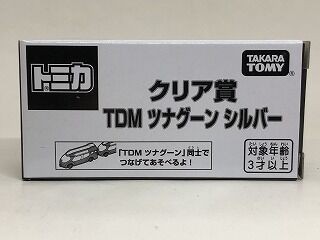 トミカ
TAKARA
TOMY
クリア賞
TDM ツナグーン シルバー
「TDM ツナグーン」同士で
つなげてあそべるよ!
対象年齢
3才以上